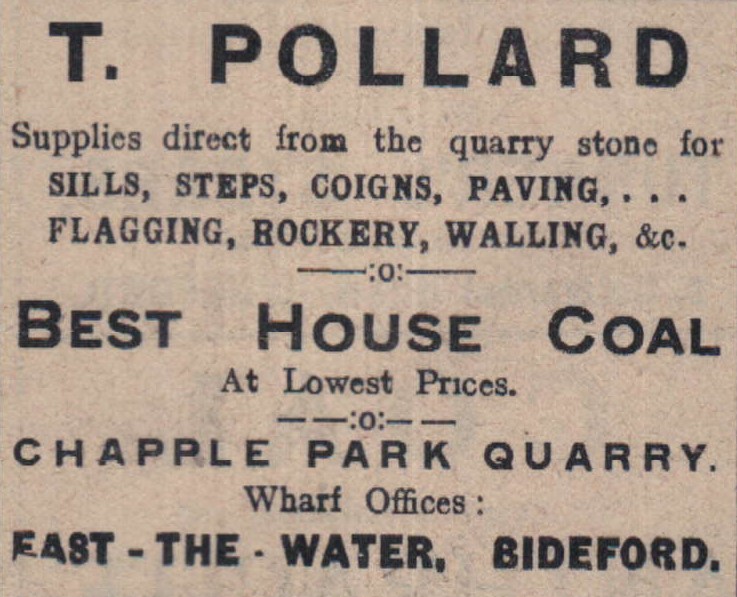 T. POLLARD
Supplies direct from the quarry stone for
SILLS, STEPS, COIGNS, PAVING, . . .
FLAGGING, ROCKERY, WALLING, &c.
——:o:——
BEST HOUSE COAL
At Lowest Prices.
——:o:— —
CHAPPLE PARK QUARRY.
Wharf Offices :
EAST - THE - WATER, BIDEFORD.